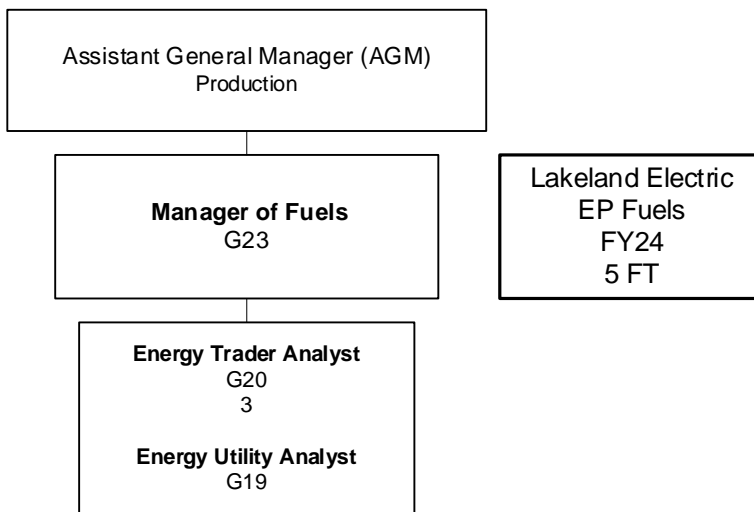 Assistant General Manager (AGM)
Production
Manager of Fuels
G23
Lakeland Electric
EP Fuels
FY24
5 FT
Energy Trader Analyst
G20
3
Energy Utility Analyst
G19